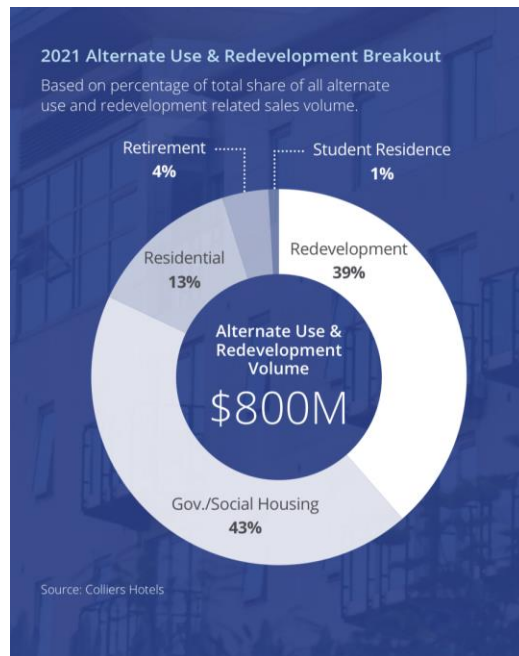 2021 Alternate Use & Redevelopment Breakout
Based on percentage of total share of all alternate
use and redevelopment related sales volume.
Retirement
4%
Student Residence
1%
Residential
13%
Redevelopment
39%
Alternate Use &
Redevelopment
Volume
$800M
Gov./Social Housing
43%
Source: Colliers Hotels